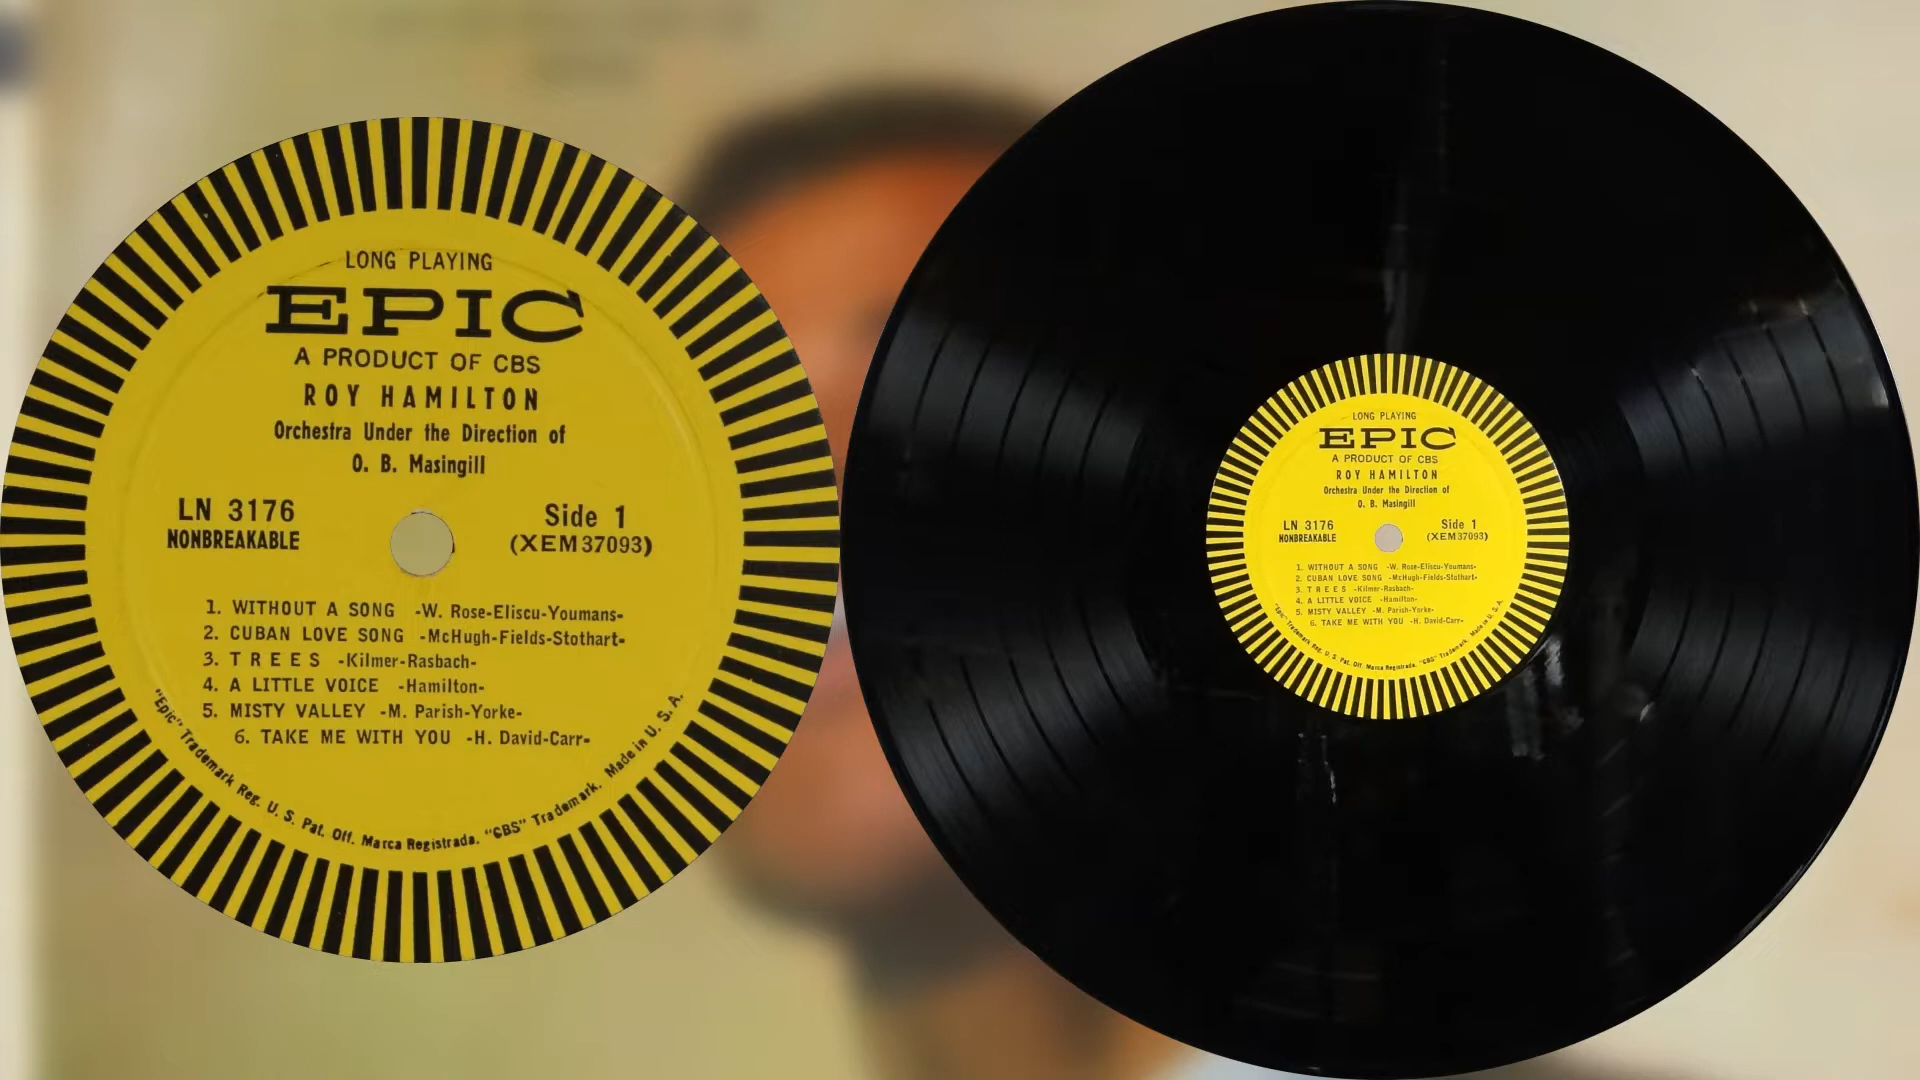 LONG PLAYING
EPIC
A PRODUCT OF CBS
ROY HAMILTON
Orchestra Under the Direction of
O. B. Masingill
LN 3176
NONBREAKABLE
Side 1
(XEM37093)
1. WITHOUT A SONG -W. Rose-Eliscu-Youmans-
2. CUBAN LOVE SONG -McHugh-Fields-Stothart-
3. TREES -Kilmer-Rasbach-
4. A LITTLE VOICE -Hamilton-
5. MISTY VALLEY -M. Parish-Yorke-
6. TAKE ME WITH YOU -H. David-Carr-
"Epic" Trademark Reg. U. S. Pat. Off. Marca Registrada. "CBS" Trademark. Made in U. S. A.
LONG PLAYING
EPIC
A PRODUCT OF CBS
ROY HAMILTON
Orchestra Under the Direction of
O. B. Masingill
LN 3176
NONBREAKABLE
Side 1
(XEM37093)
1. WITHOUT A SONG -W. Rose-Eliscu-Youmans-
2. CUBAN LOVE SONG -McHugh-Fields-Stothart-
3. TREES -Kilmer-Rasbach-
4. A LITTLE VOICE -Hamilton-
5. MISTY VALLEY -M. Parish-Yorke-
6. TAKE ME WITH YOU -H. David-Carr-
"Epic" Trademark Reg. U. S. Pat. Off. Marca Registrada. "CBS" Trademark. Made in U. S. A.